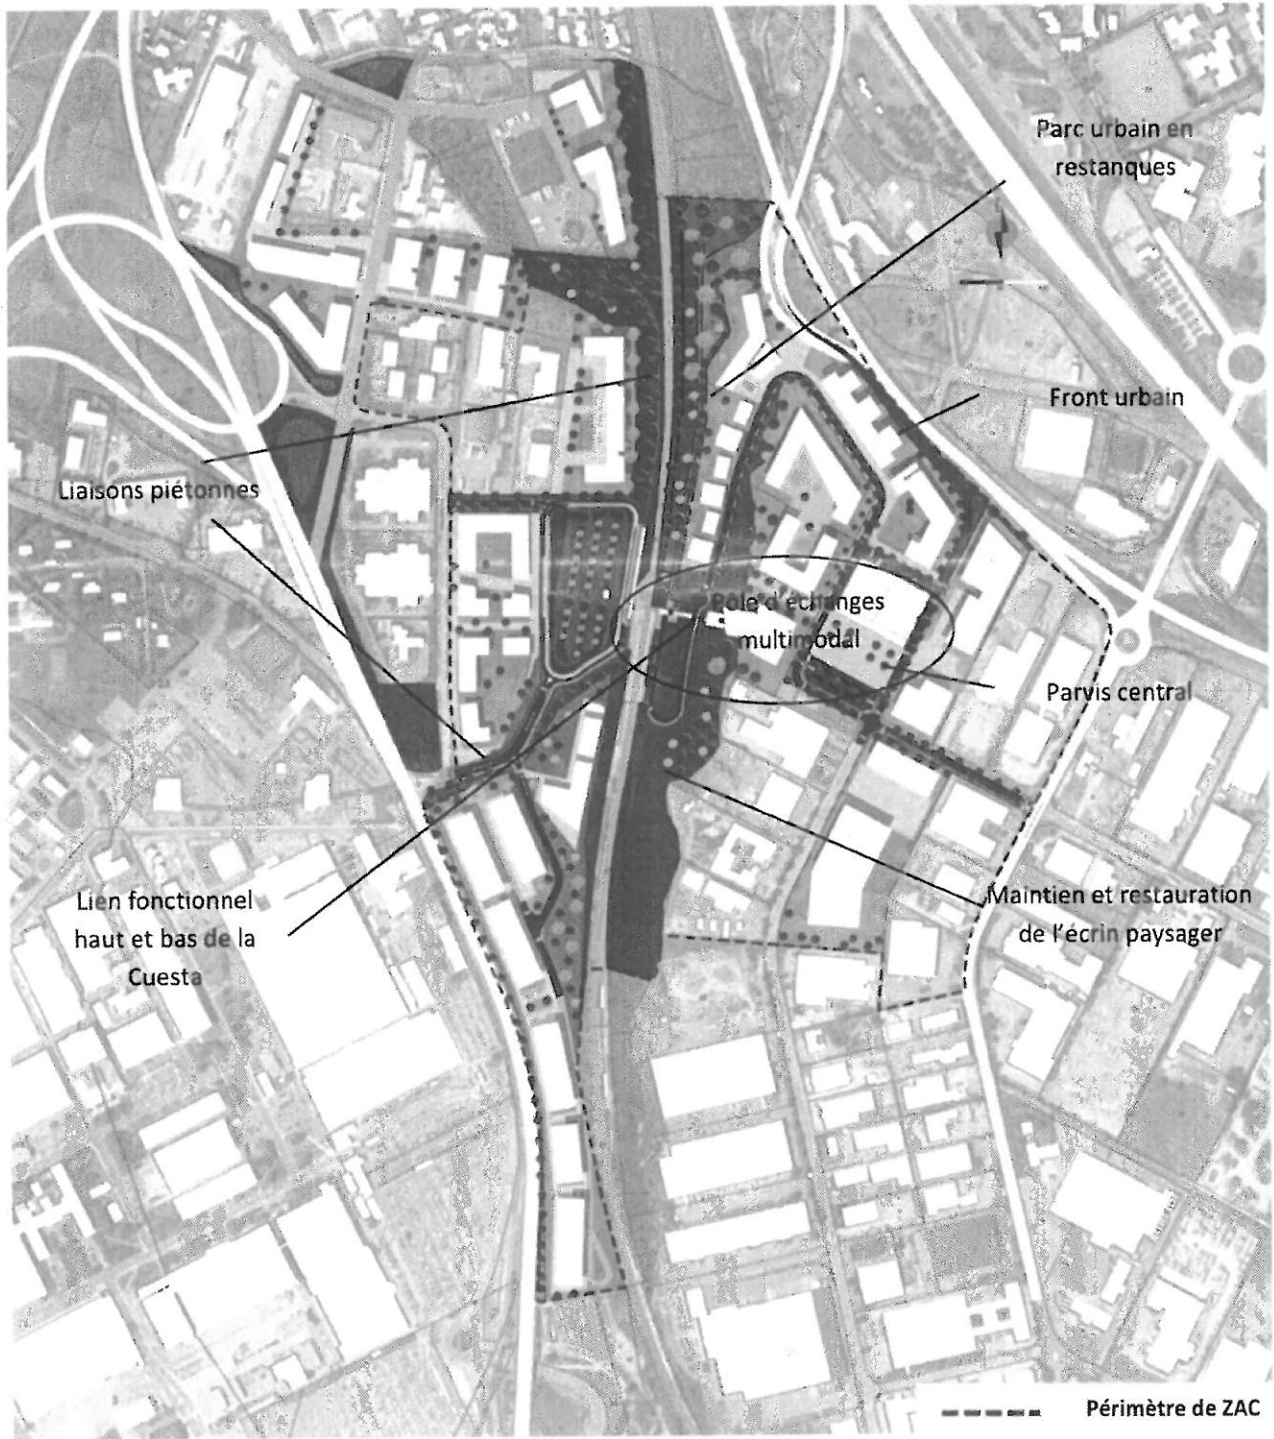 Parc urbain en
restanques
Front urbain
Liaisons piétonnes
Pôle d'échanges
multimodal
Parvis central
Lien fonctionnel
haut et bas de la
Cuesta
Maintien et restauration
de l'écrin paysager
Périmètre de ZAC